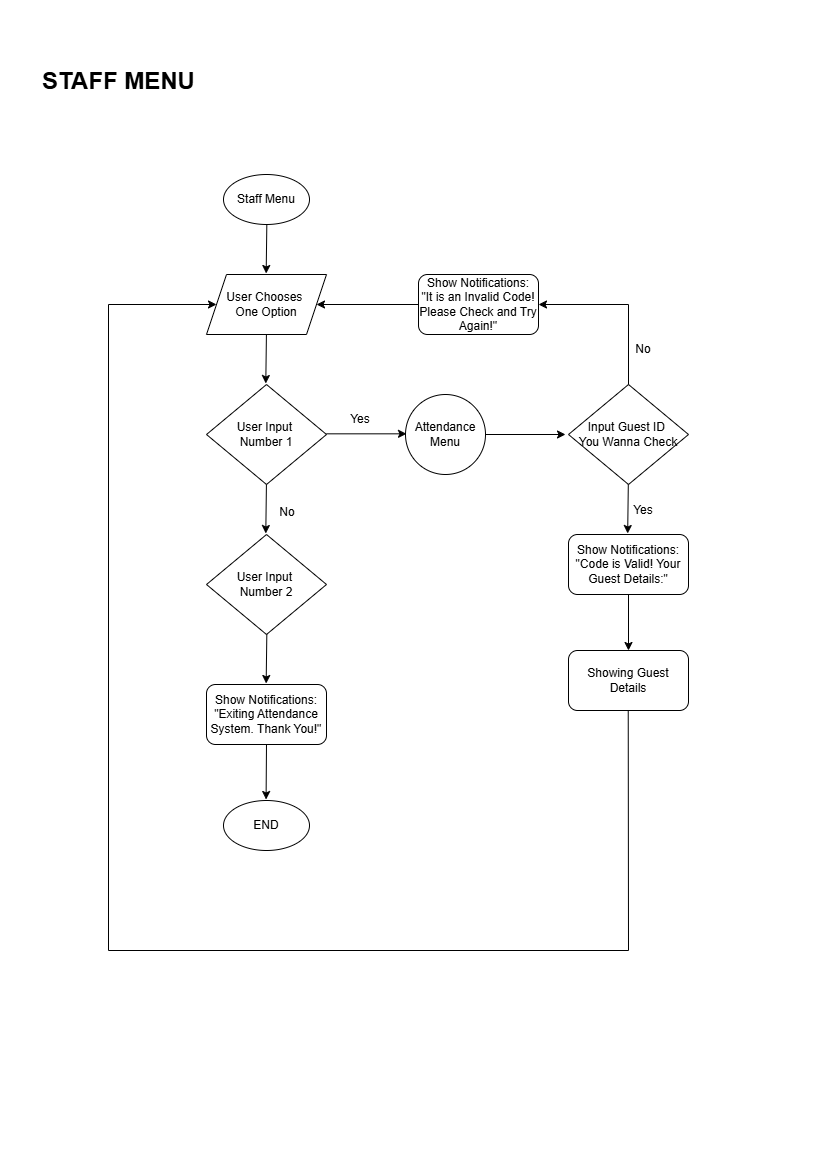 STAFF MENU
Staff Menu
User Chooses
One Option
Show Notifications:
"It is an Invalid Code!
Please Check and Try
Again!"
No
User Input
Number 1
Yes
Attendance
Menu
Input Guest ID
You Wanna Check
No
Yes
User Input
Number 2
Show Notifications:
"Code is Valid! Your
Guest Details:"
Show Notifications:
"Exiting Attendance
System. Thank You!"
Showing Guest
Details
END